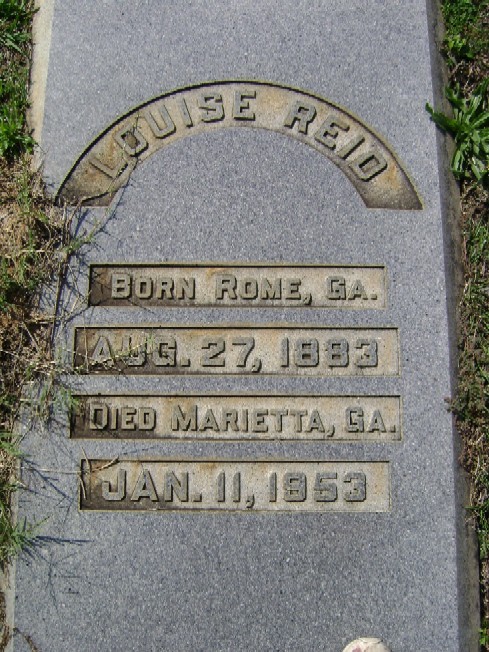 LOUISE REID
BORN ROME, GA.
AUG. 27, 1883
DIED MARIETTA, GA.
JAN. 11, 1953